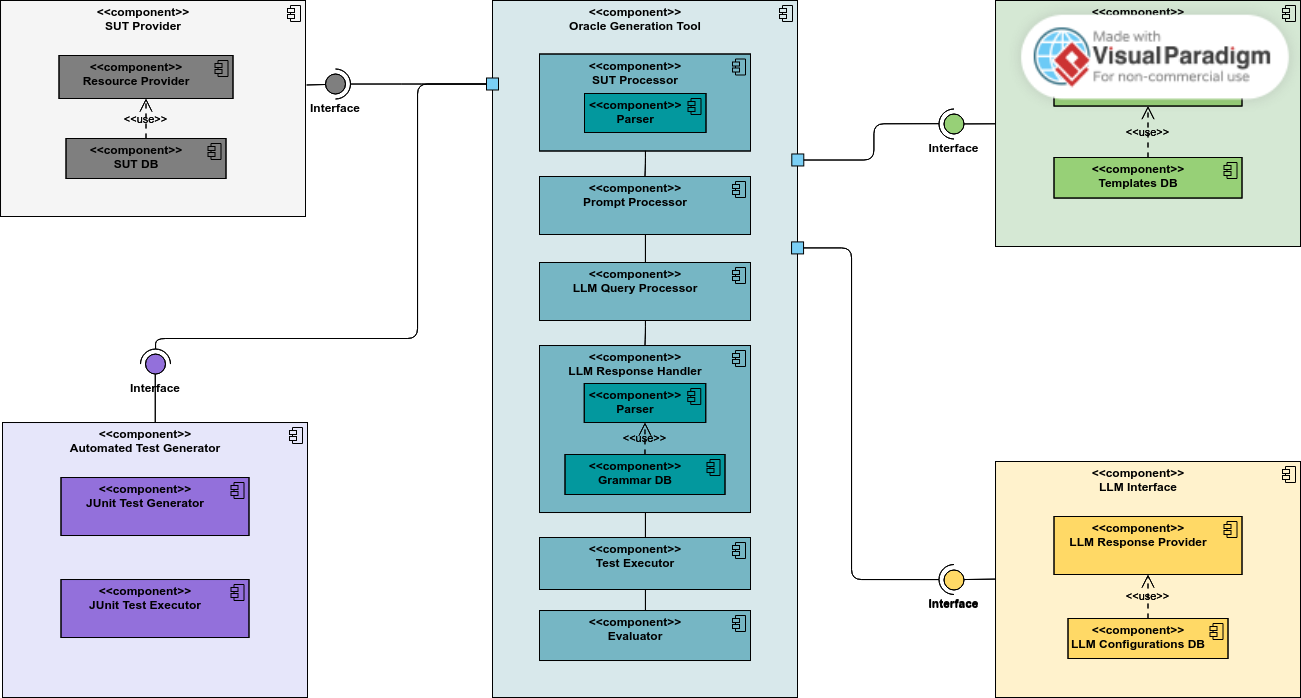 <<component>>
SUT Provider
<<component>>
Resource Provider
<<use>>
<<component>>
SUT DB
Interface
Interface
<<component>>
Automated Test Generator
<<component>>
JUnit Test Generator
<<component>>
JUnit Test Executor
<<component>>
Oracle Generation Tool
<<component>>
SUT Processor
<<component>>
Parser
<<component>>
Prompt Processor
<<component>>
LLM Query Processor
<<component>>
LLM Response Handler
<<component>>
Parser
<<use>>
<<component>>
Grammar DB
<<component>>
Test Executor
<<component>>
Evaluator
Interface
<<component>>
Made with
Visual Paradigm
For non-commercial use
<<use>>
<<component>>
Templates DB
Interface
<<component>>
LLM Interface
<<component>>
LLM Response Provider
<<use>>
<<component>>
LLM Configurations DB